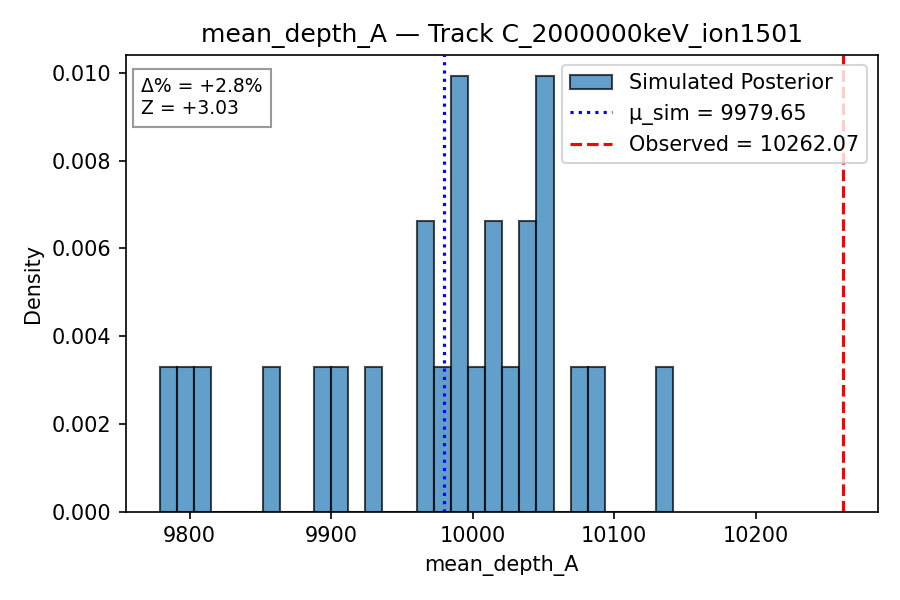 mean_depth_A — Track C_2000000keV_ion1501
Δ% = +2.8%
Z = +3.03
Simulated Posterior
μ_sim = 9979.65
Observed = 10262.07
Density
0.010
0.008
0.006
0.004
0.002
0.000
9800
9900
10000
10100
10200
mean_depth_A